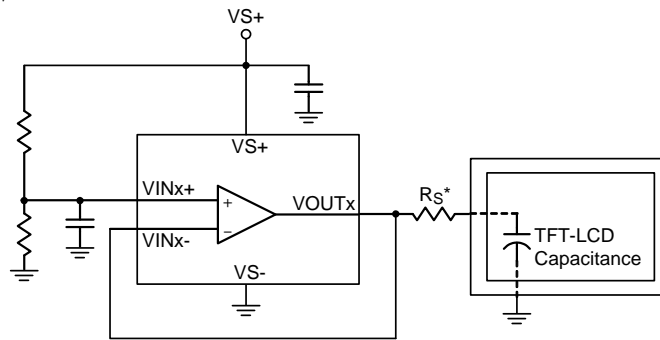 VS+
VS+
VINx+
VOUTx
RS*
+
−
VINx-
TFT-LCD
Capacitance
VS-